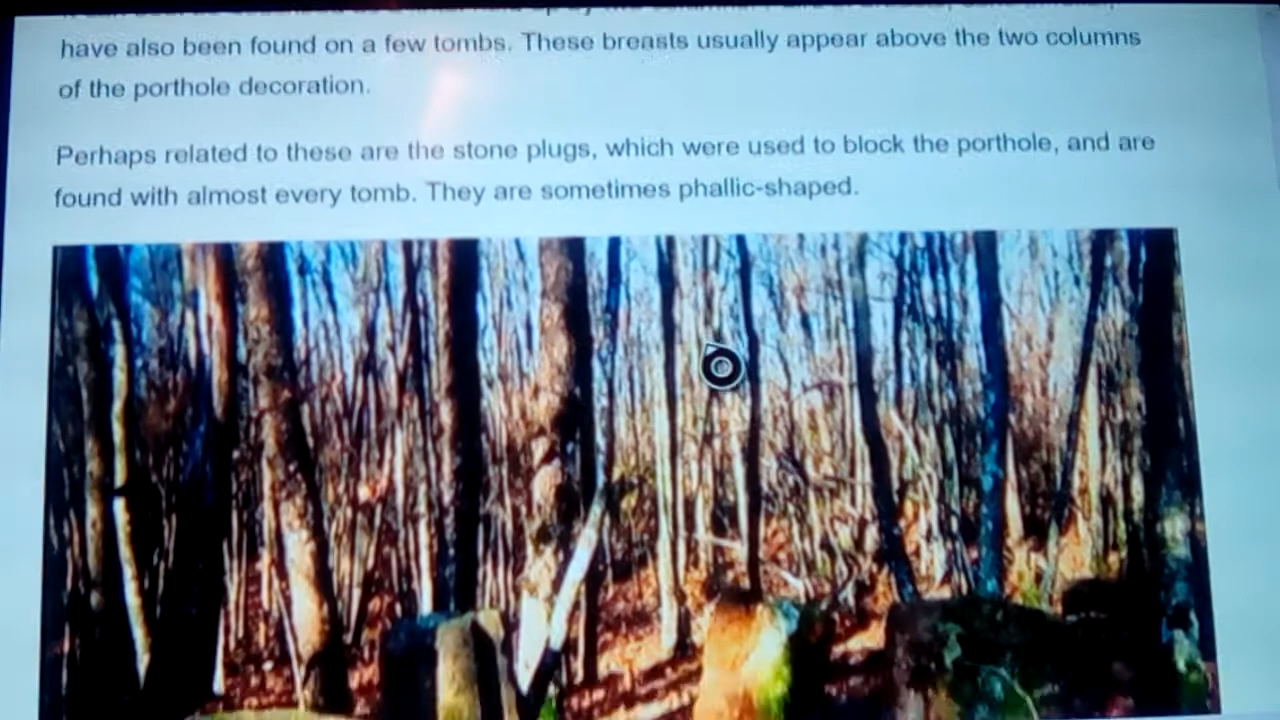 have also been found on a few tombs. These breasts usually appear above the two columns
of the porthole decoration.
Perhaps related to these are the stone plugs, which were used to block the porthole, and are
found with almost every tomb. They are sometimes phallic-shaped.